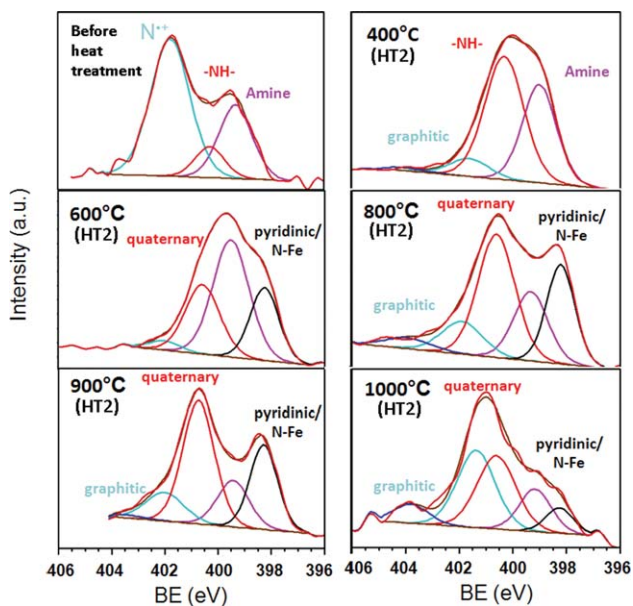 Before
heat
treatment
N•+
-NH-
Amine
400°C
(HT2)
-NH-
Amine
graphitic
600°C
(HT2)
quaternary
pyridinic/
N-Fe
800°C
(HT2)
quaternary
pyridinic/
N-Fe
graphitic
900°C
(HT2)
quaternary
pyridinic/
N-Fe
graphitic
1000°C
(HT2)
quaternary
pyridinic/
N-Fe
Intensity (a.u.)
406 404 402 400 398 396
406 404 402 400 398 396
BE (eV)
BE (eV)